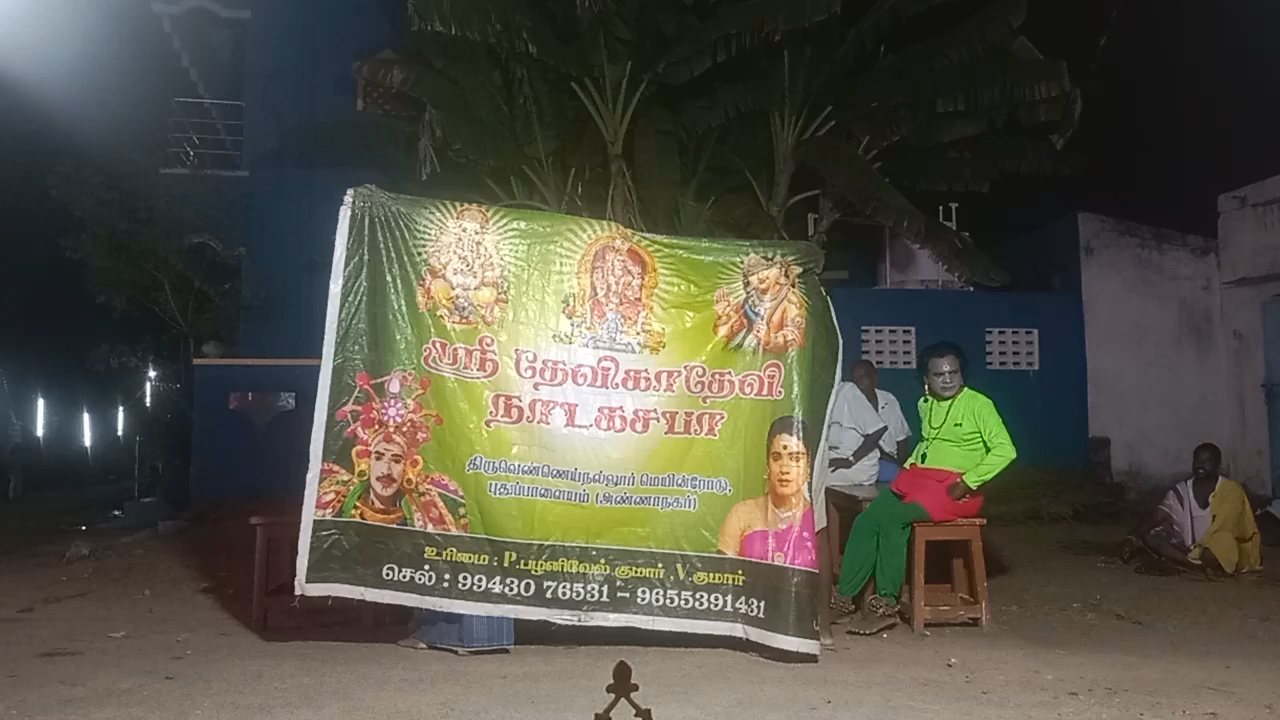 ஸ்ரீ தேவிகாதேவி
நாடகசபா
திருவெண்ணெய்நல்லூர் மெயின்ரோடு,
புதுப்பாளையம் (அண்ணாநகர்)
உரிமை : P.பழனிவேல் குமார் ,V.குமார்
செல் : 99430 76531 – 9655391431